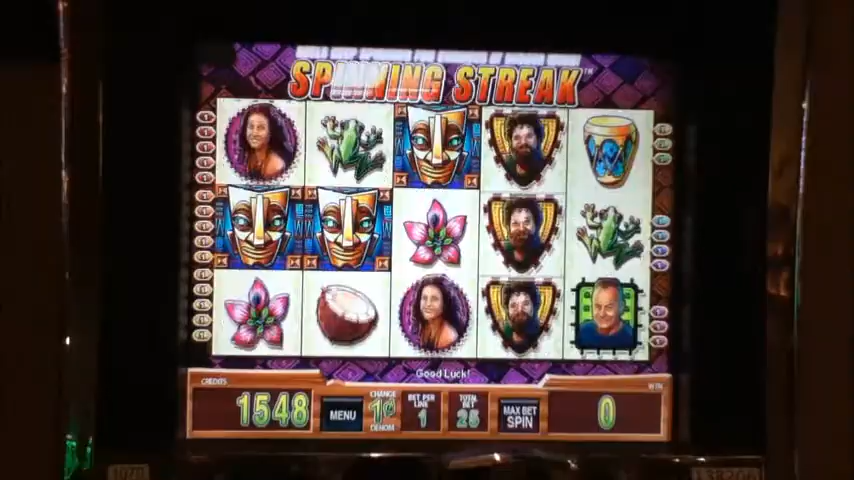 SPINNING STREAK™
Good Luck!
CREDITS
1548
MENU
CHANGE
1¢
DENOM
BET PER
LINE
1
TOTAL
BET
25
MAX BET
SPIN
WIN
0